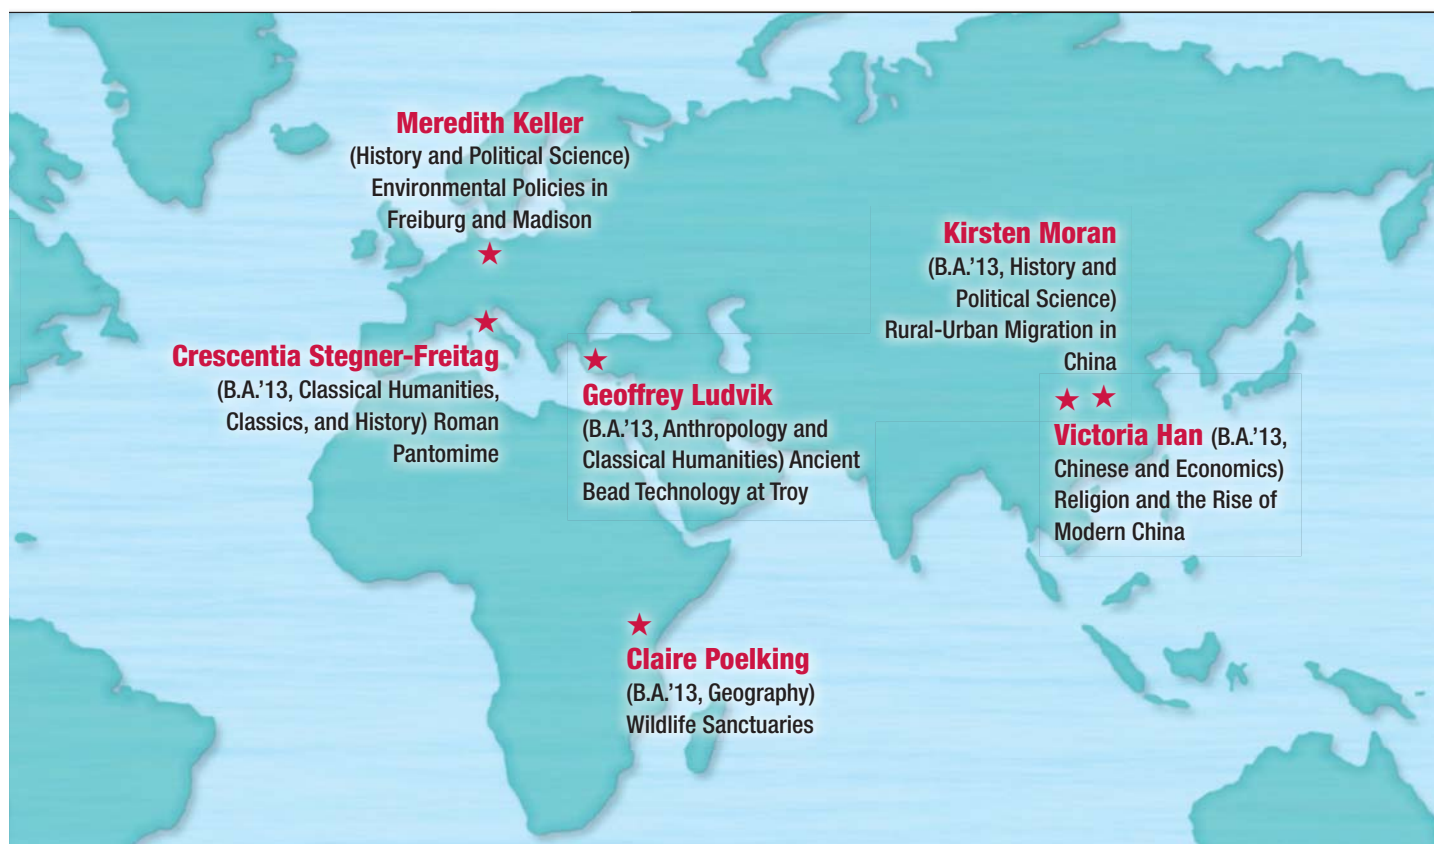 Meredith Keller
(History and Political Science)
Environmental Policies in
Freiburg and Madison
Kirsten Moran
(B.A.’13, History and
Political Science)
Rural-Urban Migration in
China
Crescentia Stegner-Freitag
(B.A.’13, Classical Humanities,
Classics, and History) Roman
Pantomime
Geoffrey Ludvik
(B.A.’13, Anthropology and
Classical Humanities) Ancient
Bead Technology at Troy
Victoria Han (B.A.’13,
Chinese and Economics)
Religion and the Rise of
Modern China
Claire Poelking
(B.A.’13, Geography)
Wildlife Sanctuaries